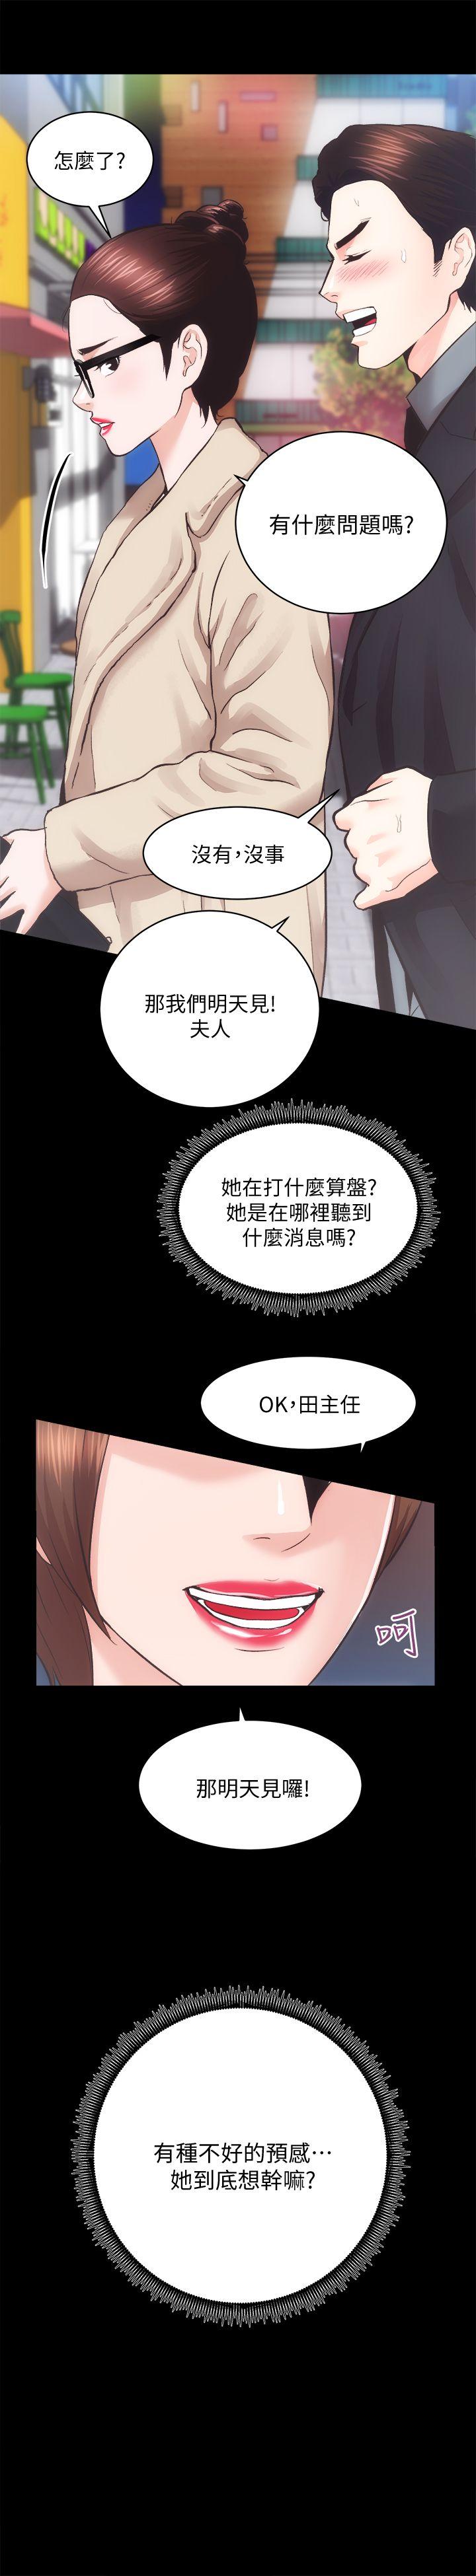 怎麼了?
有什麼問題嗎?
沒有,沒事
那我們明天見!
夫人
她在打什麼算盤?
她是在哪裡聽到
什麼消息嗎?
OK,田主任
呵
那明天見囉!
有種不好的預感…
她到底想幹嘛?